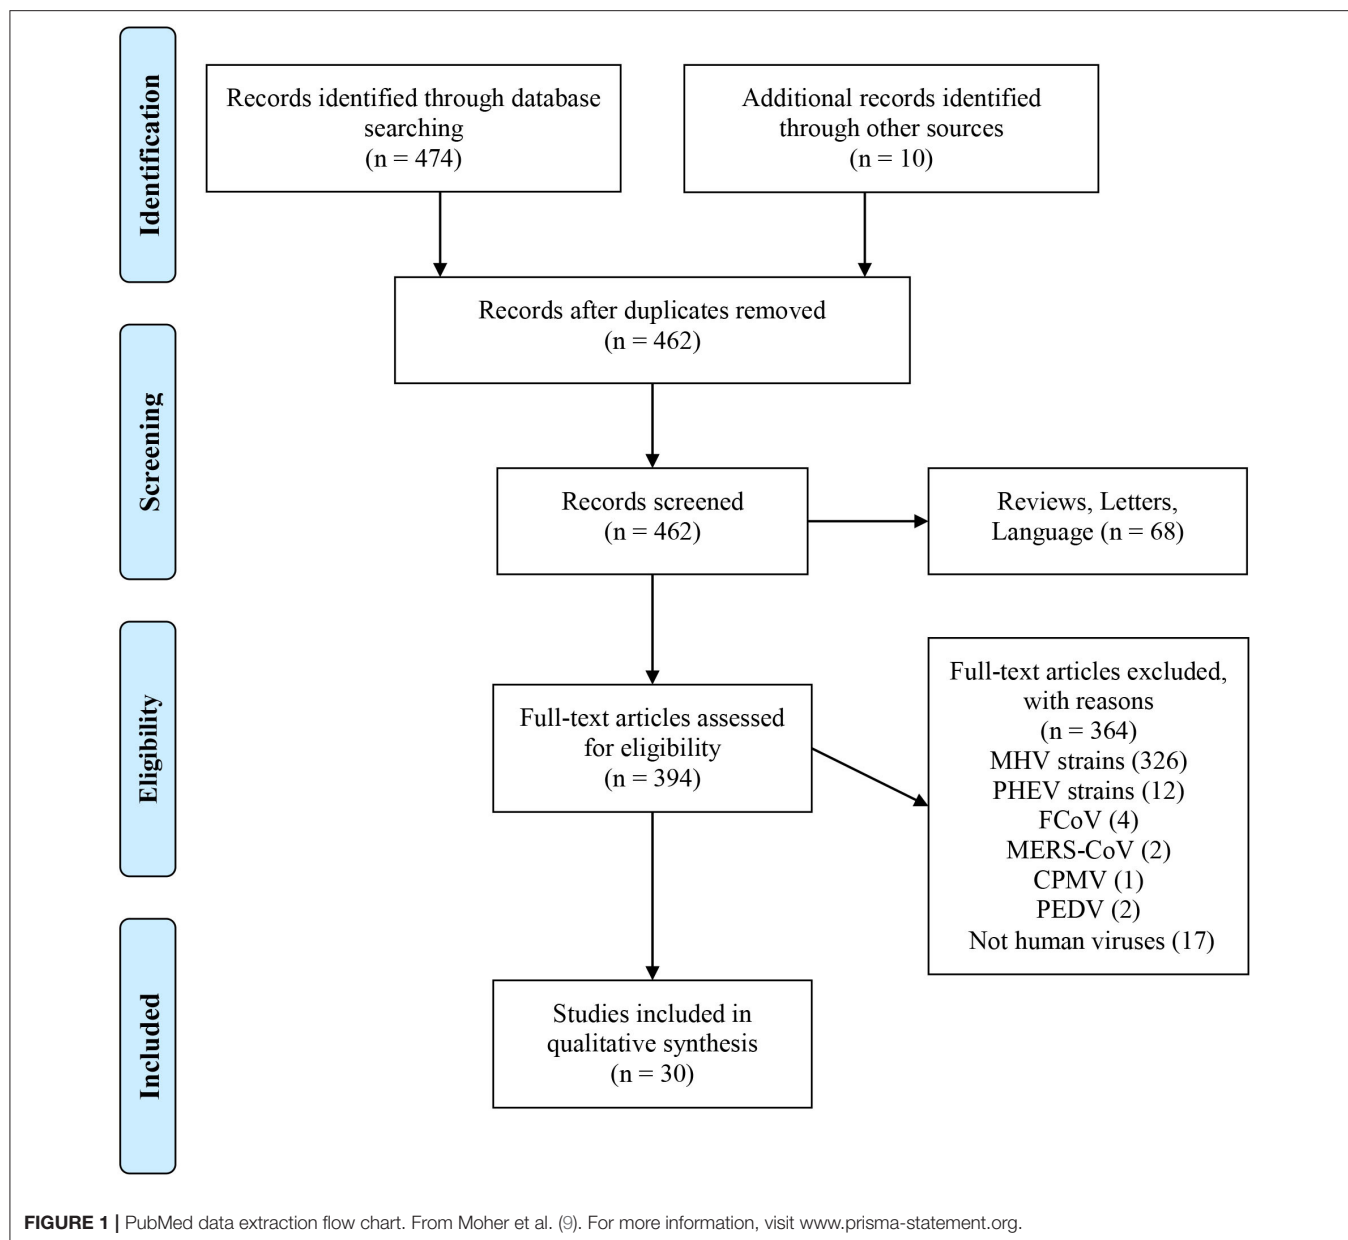 Identification
Records identified through database
searching
(n = 474)
Additional records identified
through other sources
(n = 10)
Records after duplicates removed
(n = 462)
Screening
Records screened
(n = 462)
Reviews, Letters,
Language (n = 68)
Eligibility
Full-text articles assessed
for eligibility
(n = 394)
Full-text articles excluded,
with reasons
(n = 364)
MHV strains (326)
PHEV strains (12)
FCoV (4)
MERS-CoV (2)
CPMV (1)
PEDV (2)
Not human viruses (17)
Included
Studies included in
qualitative synthesis
(n = 30)
FIGURE 1 | PubMed data extraction flow chart. From Moher et al. (9). For more information, visit www.prisma-statement.org.